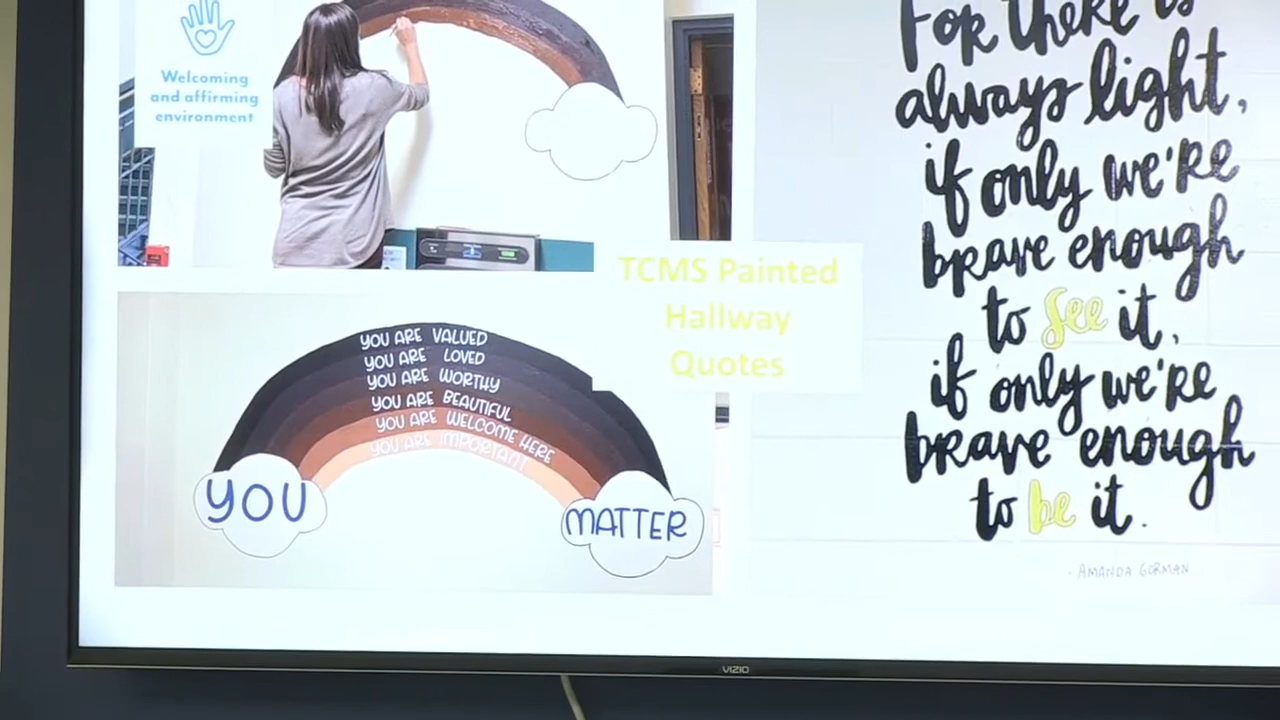 Welcoming
and affirming
environment
TCMS Painted
Hallway
Quotes
YOU ARE VALUED
YOU ARE LOVED
YOU ARE WORTHY
YOU ARE BEAUTIFUL
YOU ARE WELCOME HERE
YOU ARE IMPORTANT
YOU
MATTER
For there is
always light,
if only we're
brave enough
to see it,
if only we're
brave enough
to be it.
- AMANDA GORMAN
VIZIO